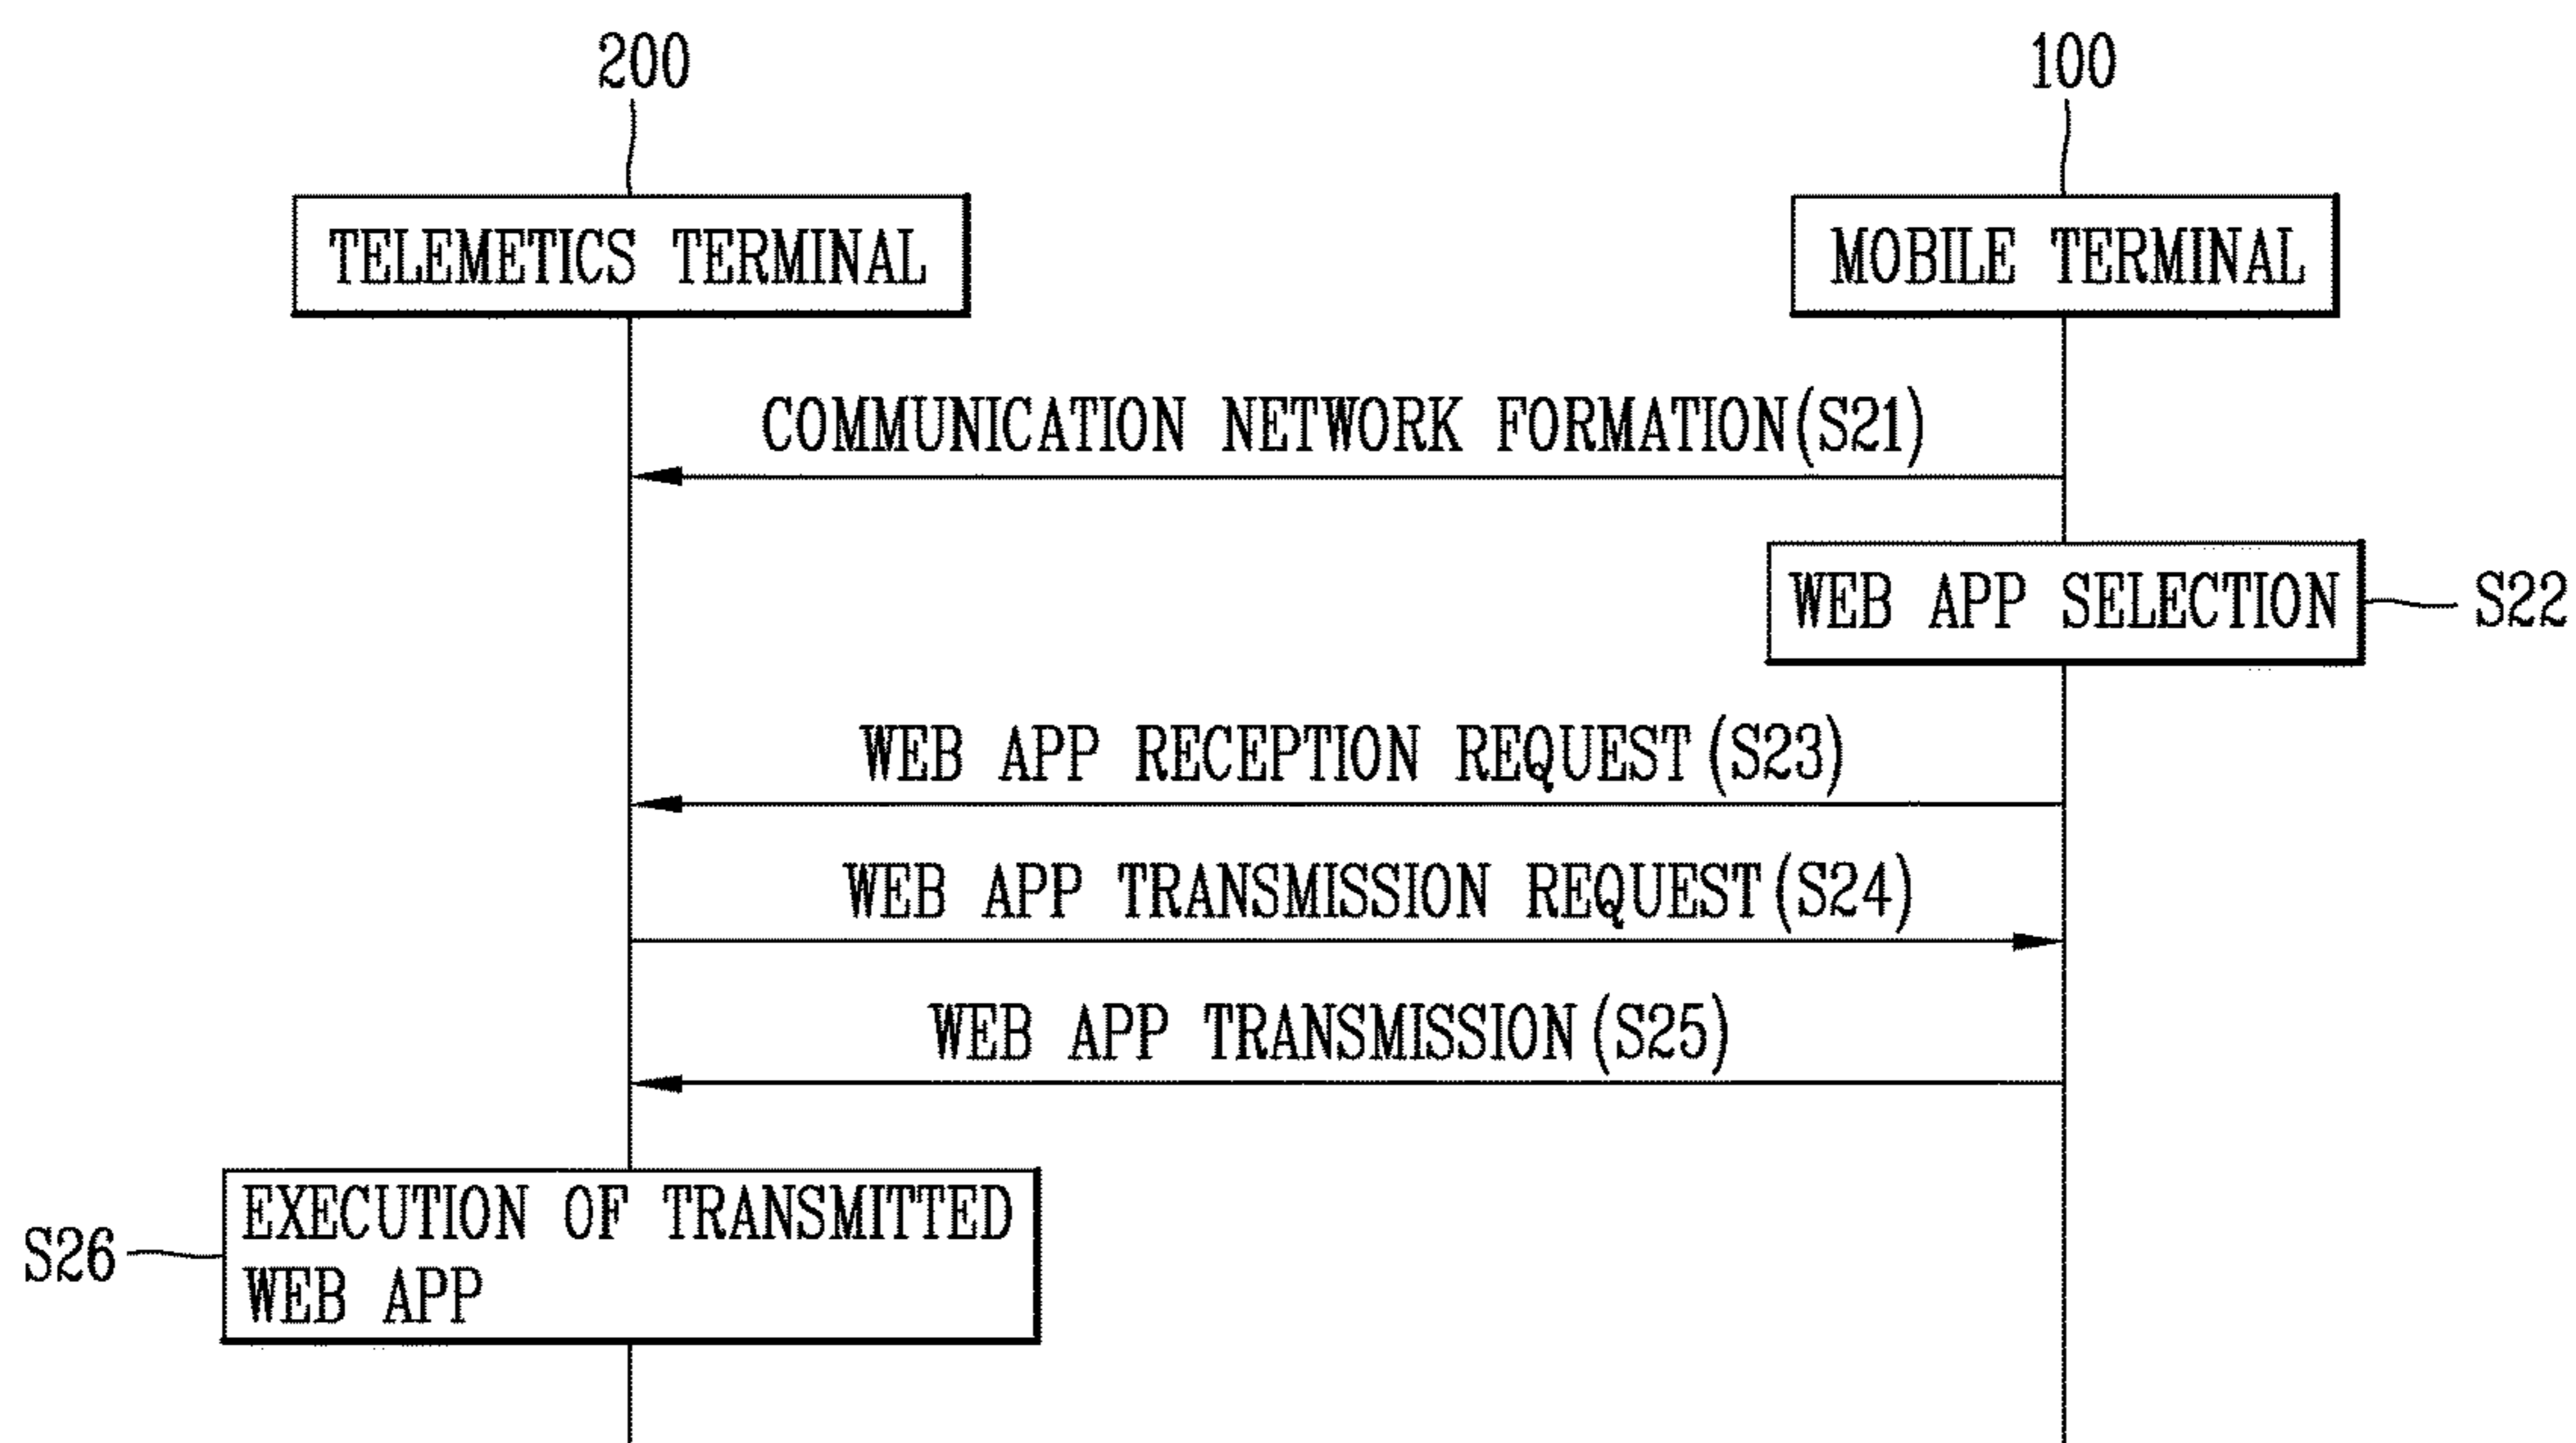 200
100
TELEMETICS TERMINAL
MOBILE TERMINAL
COMMUNICATION NETWORK FORMATION(S21)
WEB APP SELECTION
S22
WEB APP RECEPTION REQUEST(S23)
WEB APP TRANSMISSION REQUEST(S24)
WEB APP TRANSMISSION(S25)
S26
EXECUTION OF TRANSMITTED
WEB APP